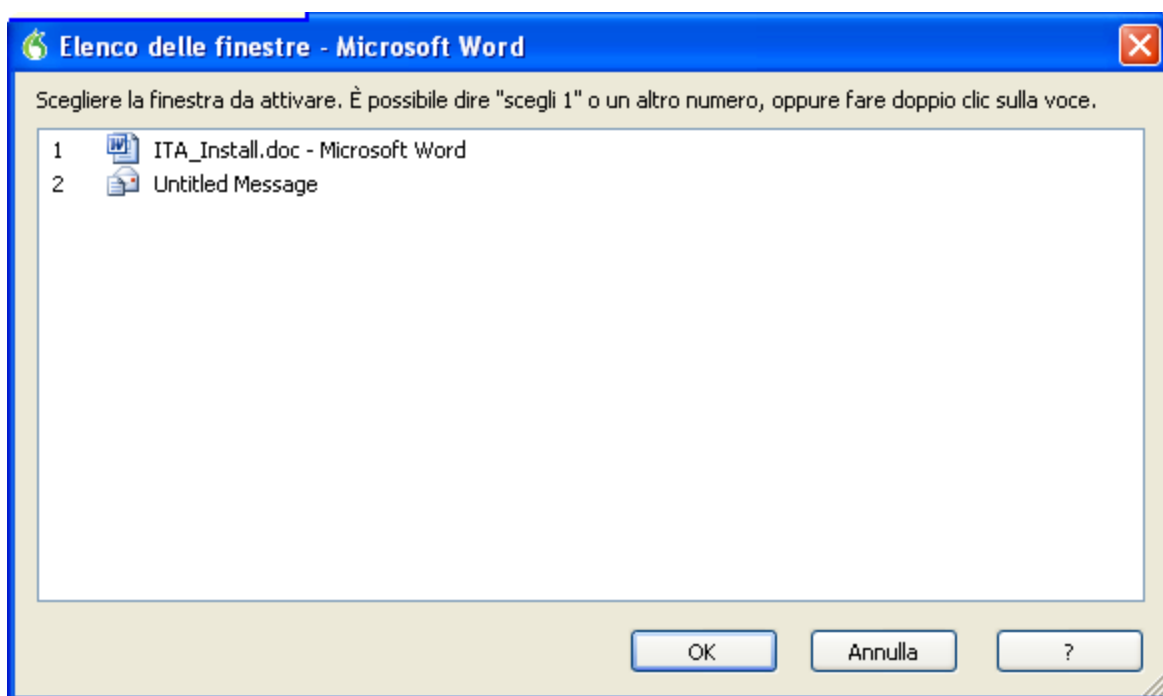 Elenco delle finestre - Microsoft Word
Scegliere la finestra da attivare. È possibile dire "scegli 1" o un altro numero, oppure fare doppio clic sulla voce.
1 ITA_Install.doc - Microsoft Word
2 Untitled Message
OK Annulla ?